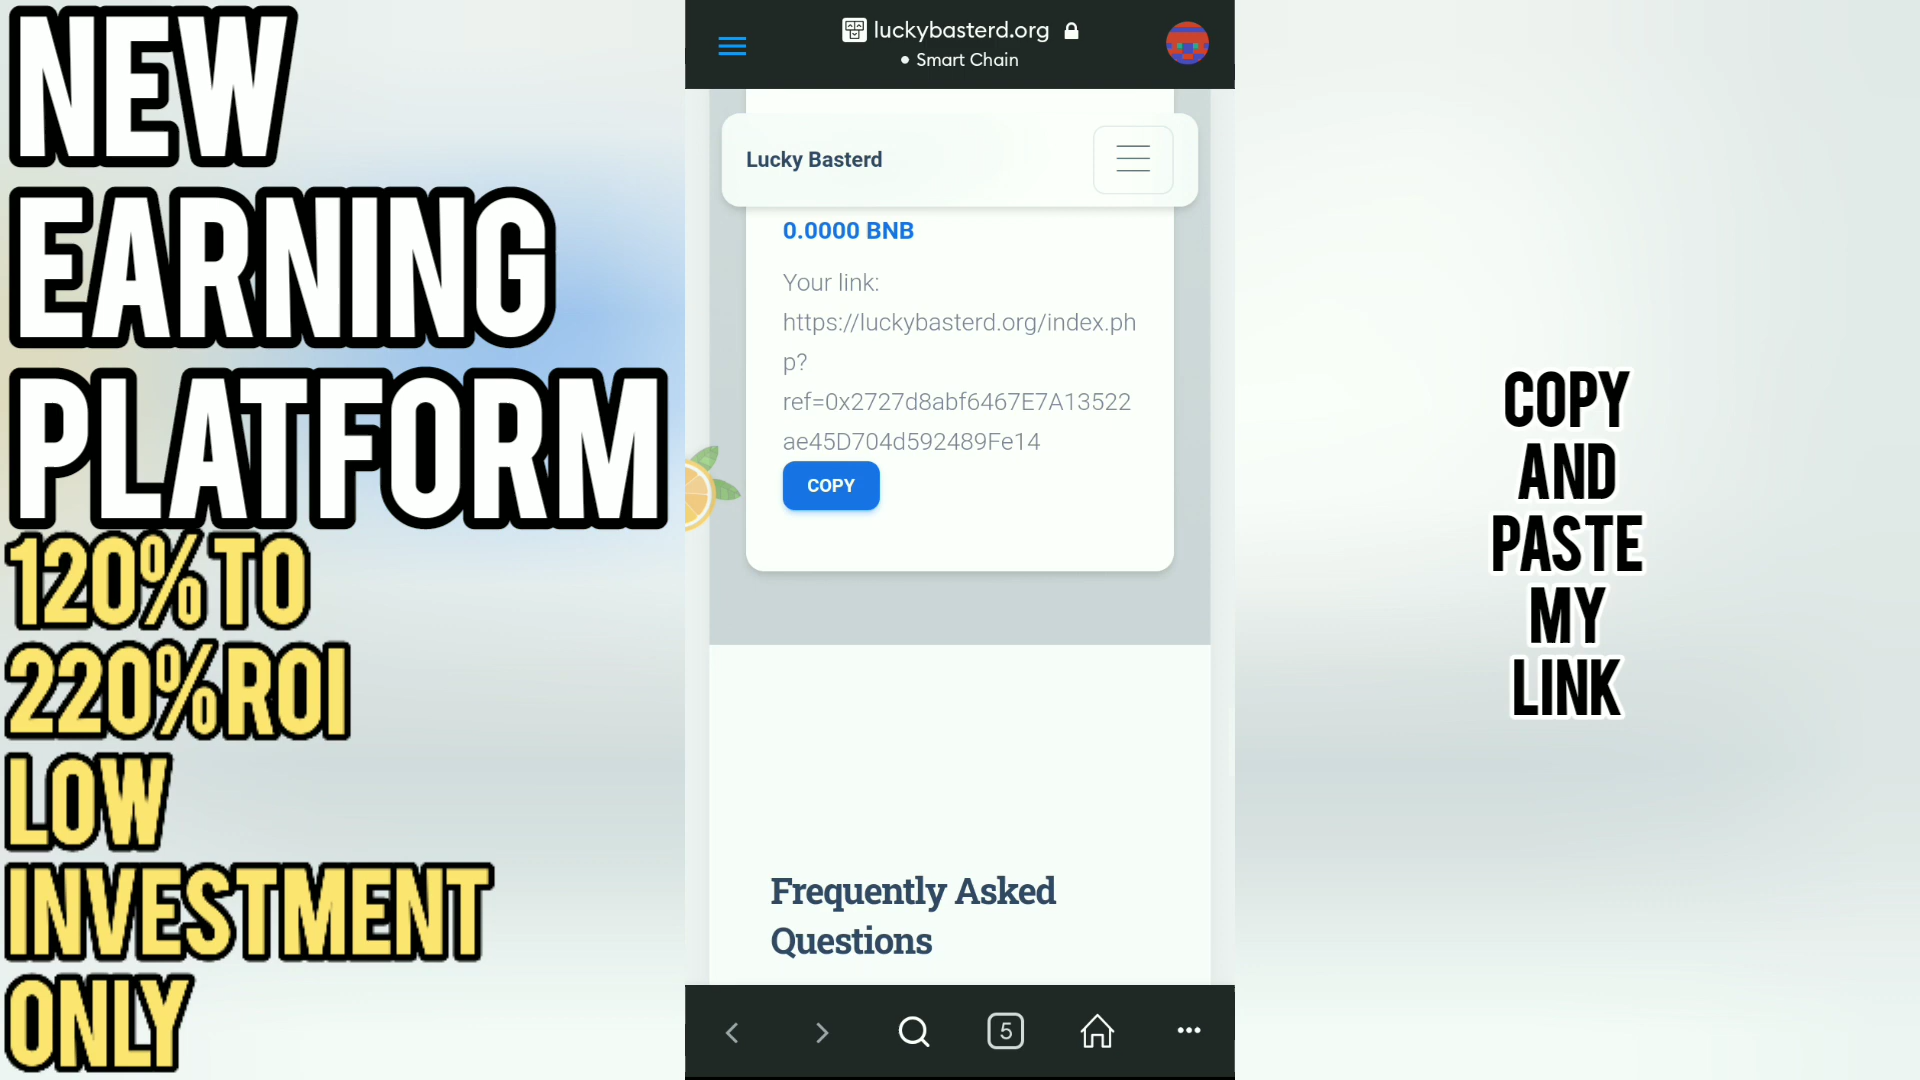 NEW
EARNING
PLATFORM
120% TO
220% ROI
LOW
INVESTMENT
ONLY
luckybasterd.org
• Smart Chain
Lucky Basterd
0.0000 BNB
Your link:
https://luckybasterd.org/index.ph
p?
ref=0x2727d8abf6467E7A13522
ae45D704d592489Fe14
COPY
Frequently Asked
Questions
5
COPY
AND
PASTE
MY
LINK